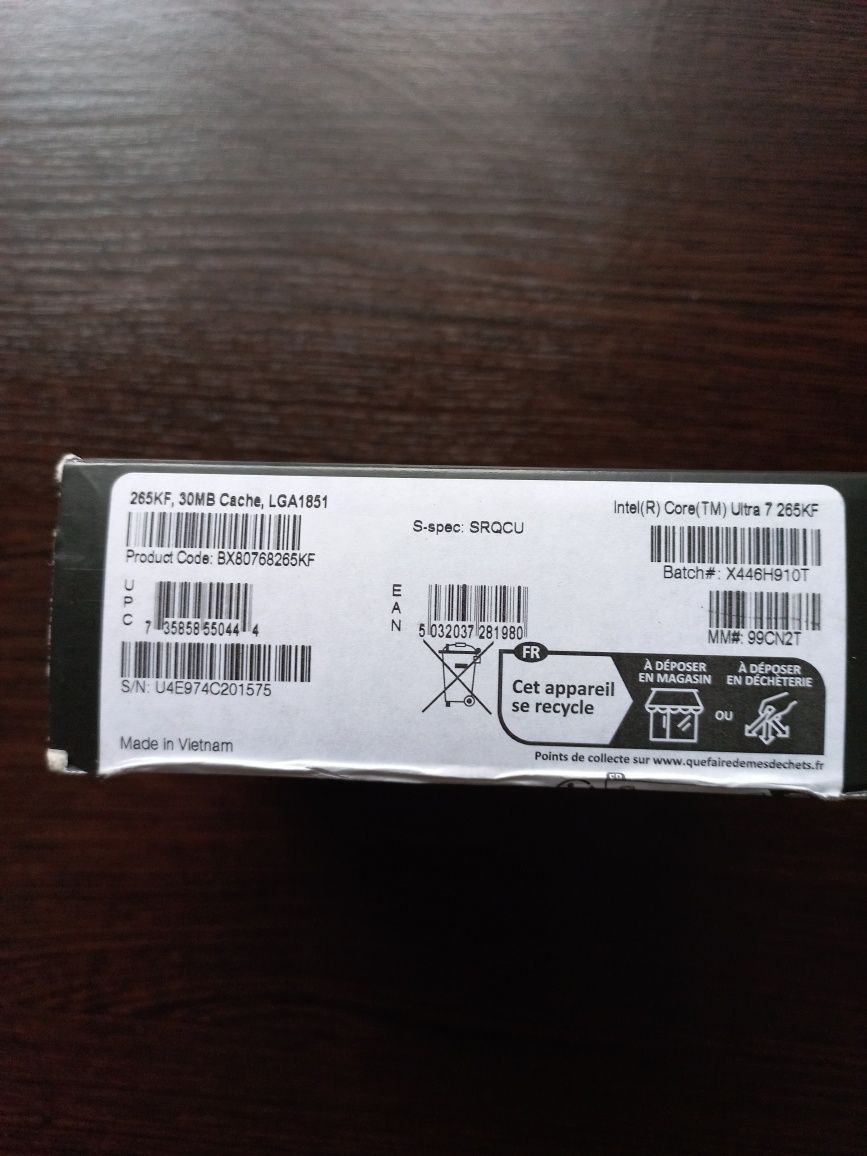 265KF, 30MB Cache, LGA1851
Product Code: BX80768265KF
UPC
7 35858 55044 4
S/N: U4E974C201575
Made in Vietnam
S-spec: SRQCU
EAN
5 032037 281980
Intel(R) Core(TM) Ultra 7 265KF
Batch#: X446H910T
MM#: 99CN2T
FR
Cet appareil
se recycle
À DÉPOSER
EN MAGASIN
OU
À DÉPOSER
EN DÉCHÈTERIE
Points de collecte sur www.quefairedemesdechets.fr